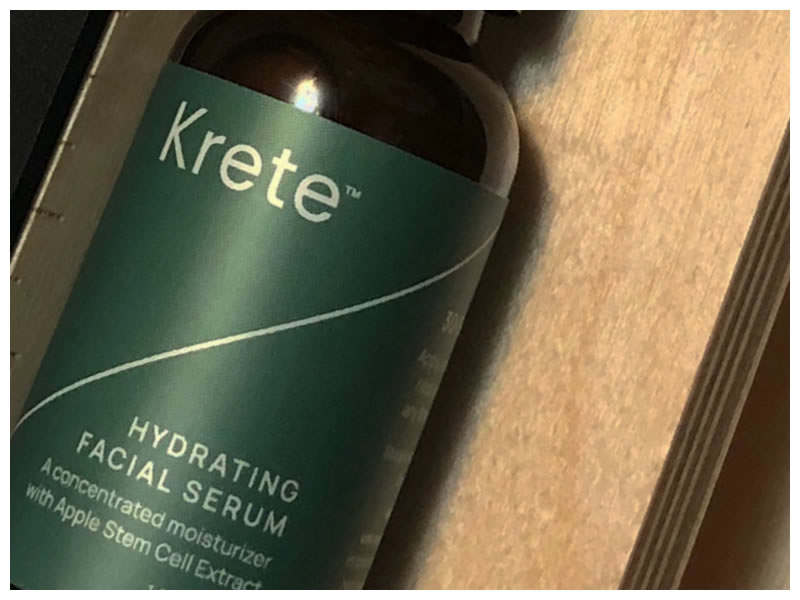 Krete™
HYDRATING
FACIAL SERUM
A concentrated moisturizer
with Apple Stem Cell Extract